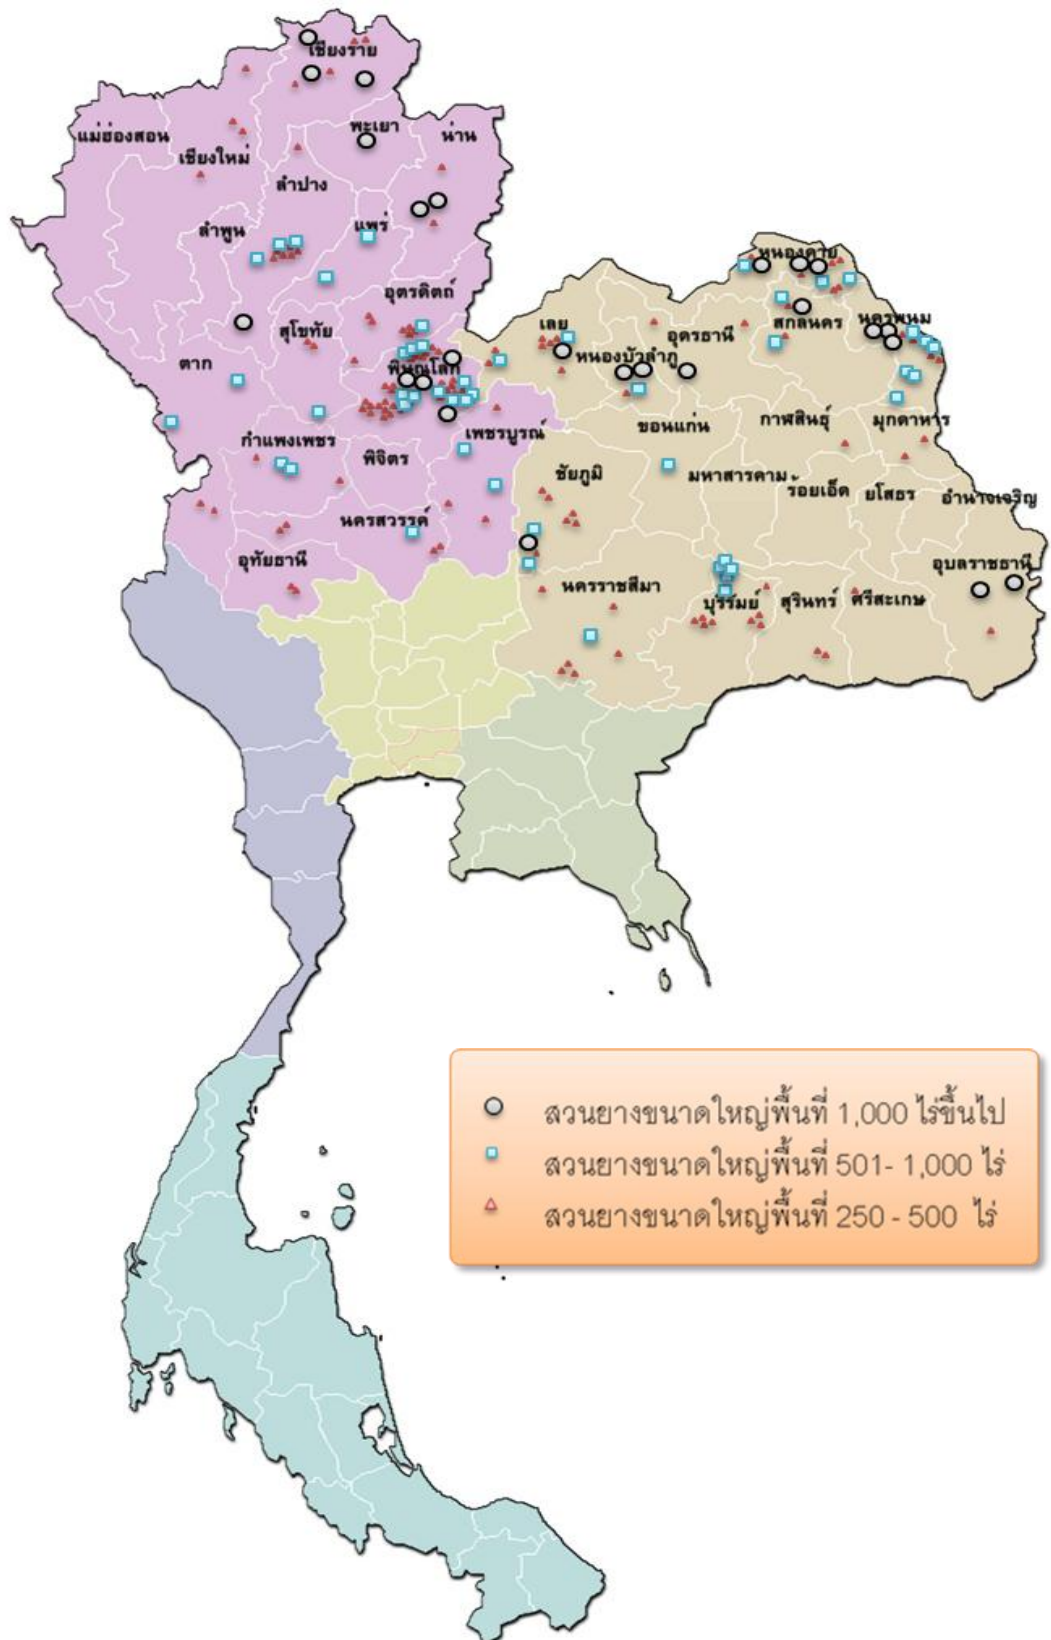 เชียงราย
พะเยา
น่าน
แม่ฮ่องสอน
เชียงใหม่
ลำปาง
ลำพูน
แพร่
อุตรดิตถ์
สุโขทัย
ตาก
พิษณุโลก
กำแพงเพชร
พิจิตร
เพชรบูรณ์
นครสวรรค์
อุทัยธานี
หนองคาย
เลย
อุดรธานี
สกลนคร
นครพนม
หนองบัวลำภู
ขอนแก่น
กาฬสินธุ์
มุกดาหาร
ชัยภูมิ
มหาสารคาม
ร้อยเอ็ด
ยโสธร
อำนาจเจริญ
อุบลราชธานี
นครราชสีมา
บุรีรัมย์
สุรินทร์
ศรีสะเกษ
สวนยางขนาดใหญ่พื้นที่ 1,000 ไร่ขึ้นไป
สวนยางขนาดใหญ่พื้นที่ 501- 1,000 ไร่
สวนยางขนาดใหญ่พื้นที่ 250 - 500 ไร่